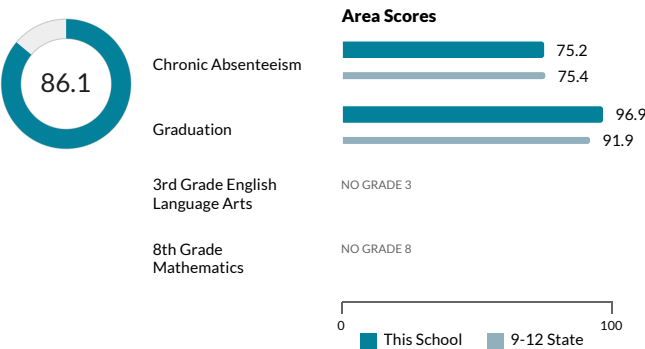 Area Scores
86.1
Chronic Absenteeism
75.2
75.4
Graduation
96.9
91.9
3rd Grade English
Language Arts
NO GRADE 3
8th Grade
Mathematics
NO GRADE 8
0
100
This School
9-12 State